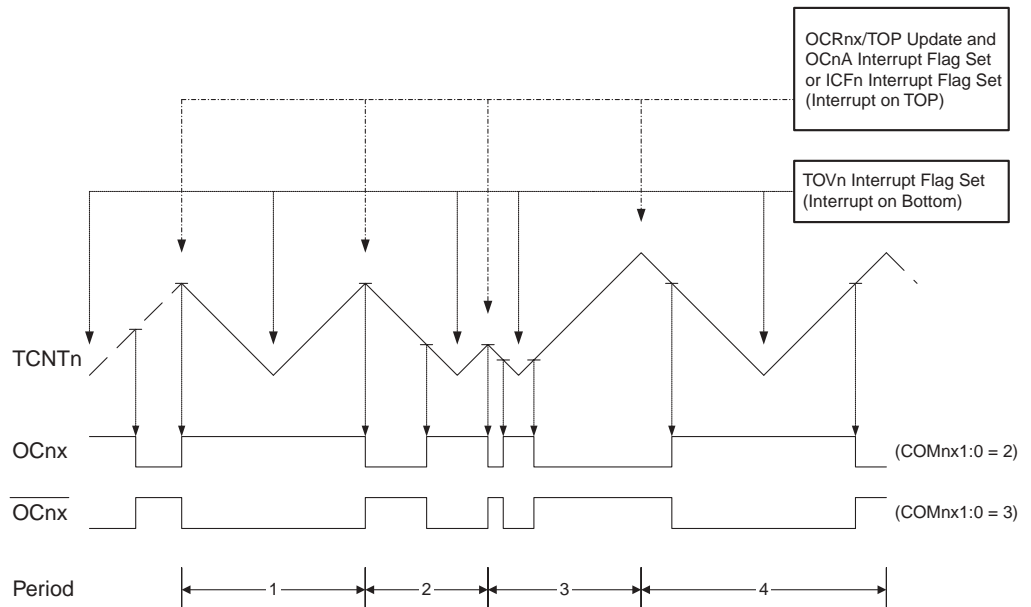 OCRnx/TOP Update and
OCnA Interrupt Flag Set
or ICFn Interrupt Flag Set
(Interrupt on TOP)
TOVn Interrupt Flag Set
(Interrupt on Bottom)
TCNTn
OCnx
(COMnx1:0 = 2)
OCnx
(COMnx1:0 = 3)
Period
1
2
3
4